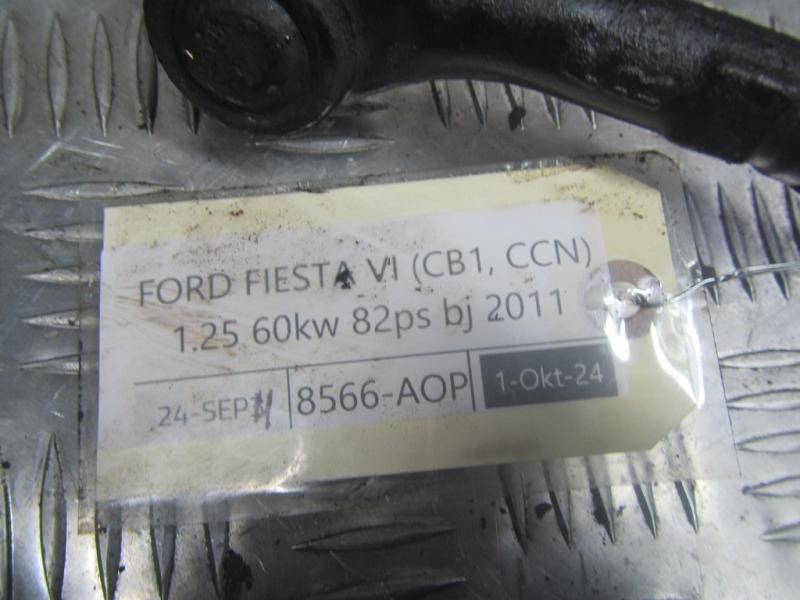 FORD FIESTA VI (CB1, CCN)
1.25 60kw 82ps bj 2011
24-SEP 8566-AOP 1-Okt-24